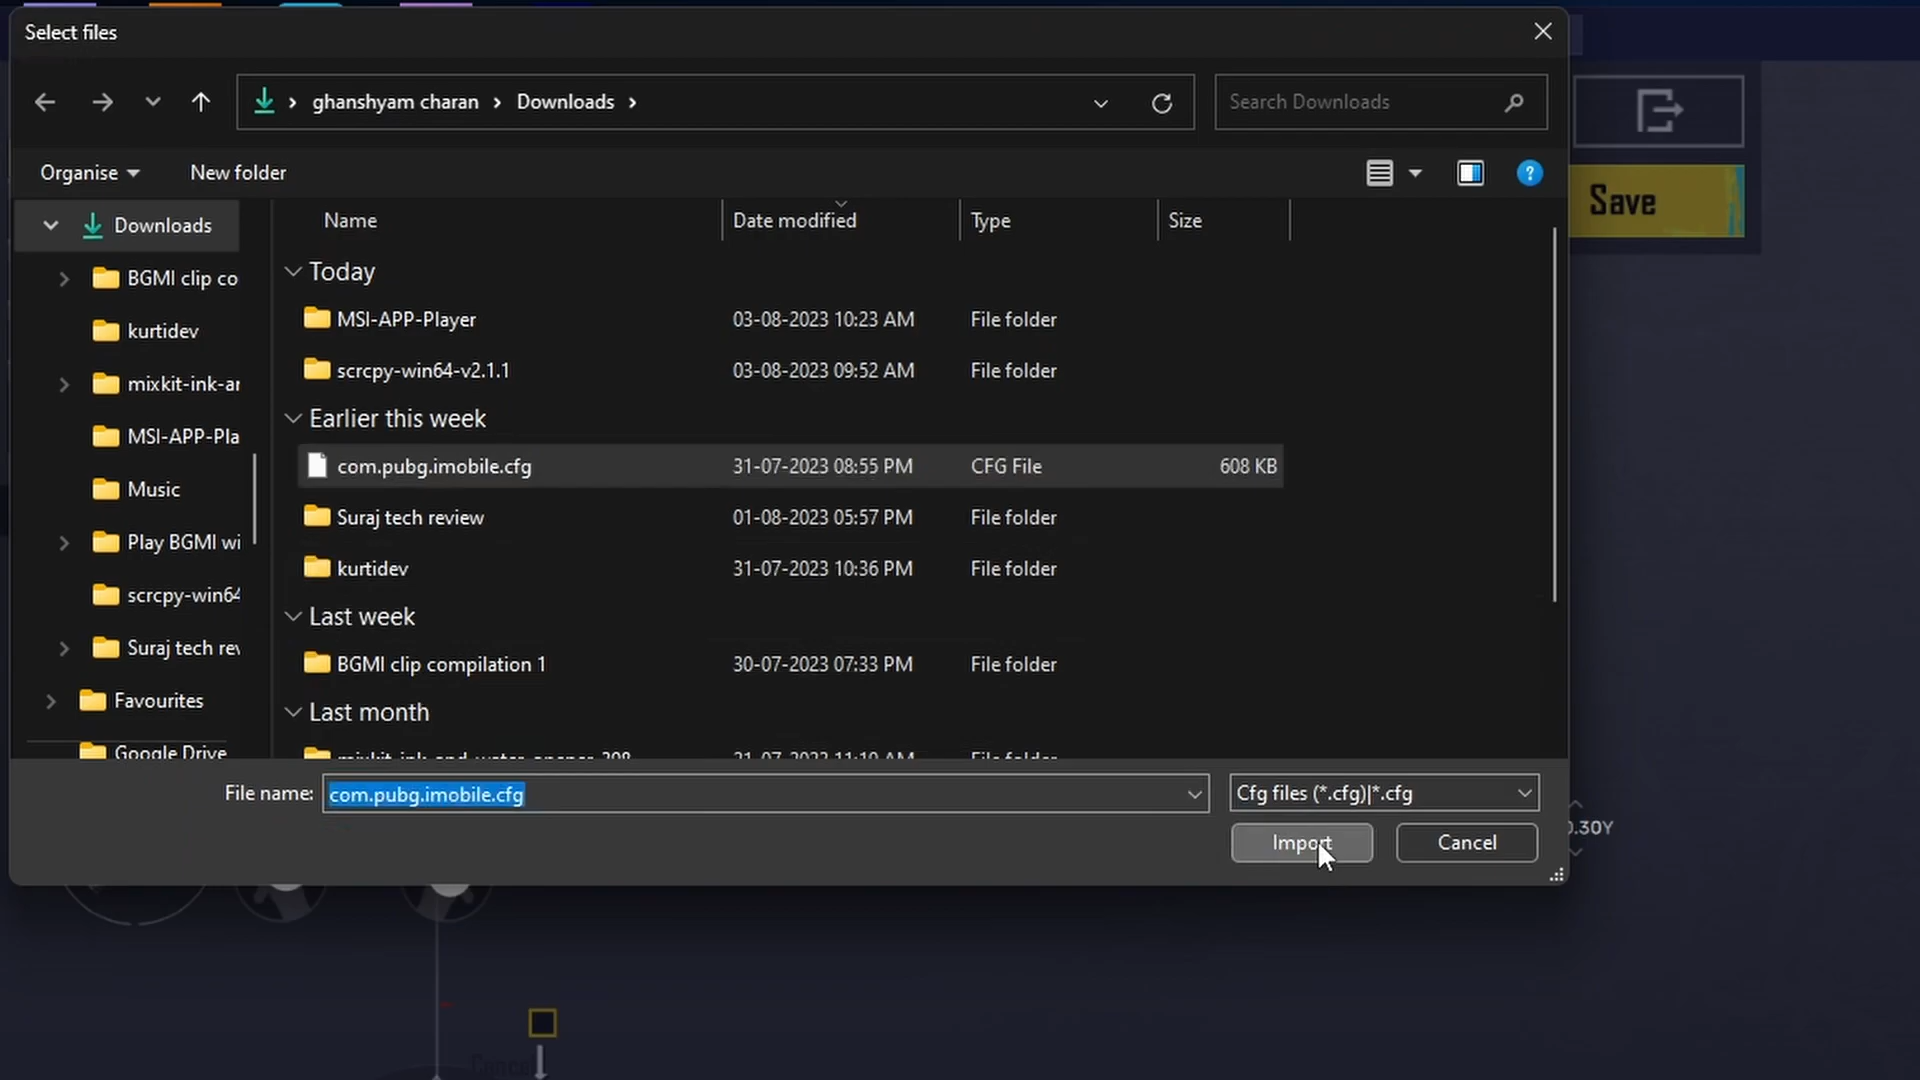 Select files
ghanshyam charan > Downloads >
Search Downloads
Organise
New folder
?
Save
Name
Date modified
Type
Size
Downloads
BGMI clip co
kurtidev
mixkit-ink-ar
MSI-APP-Pla
Music
Play BGMI wi
scrcpy-win64
Suraj tech rev
Favourites
Google Drive
Today
MSI-APP-Player 03-08-2023 10:23 AM File folder
scrcpy-win64-v2.1.1 03-08-2023 09:52 AM File folder
Earlier this week
com.pubg.imobile.cfg 31-07-2023 08:55 PM CFG File 608 KB
Suraj tech review 01-08-2023 05:57 PM File folder
kurtidev 31-07-2023 10:36 PM File folder
Last week
BGMI clip compilation 1 30-07-2023 07:33 PM File folder
Last month
File name: com.pubg.imobile.cfg
Cfg files (*.cfg)|*.cfg
Import
Cancel
0.30Y
Cancel